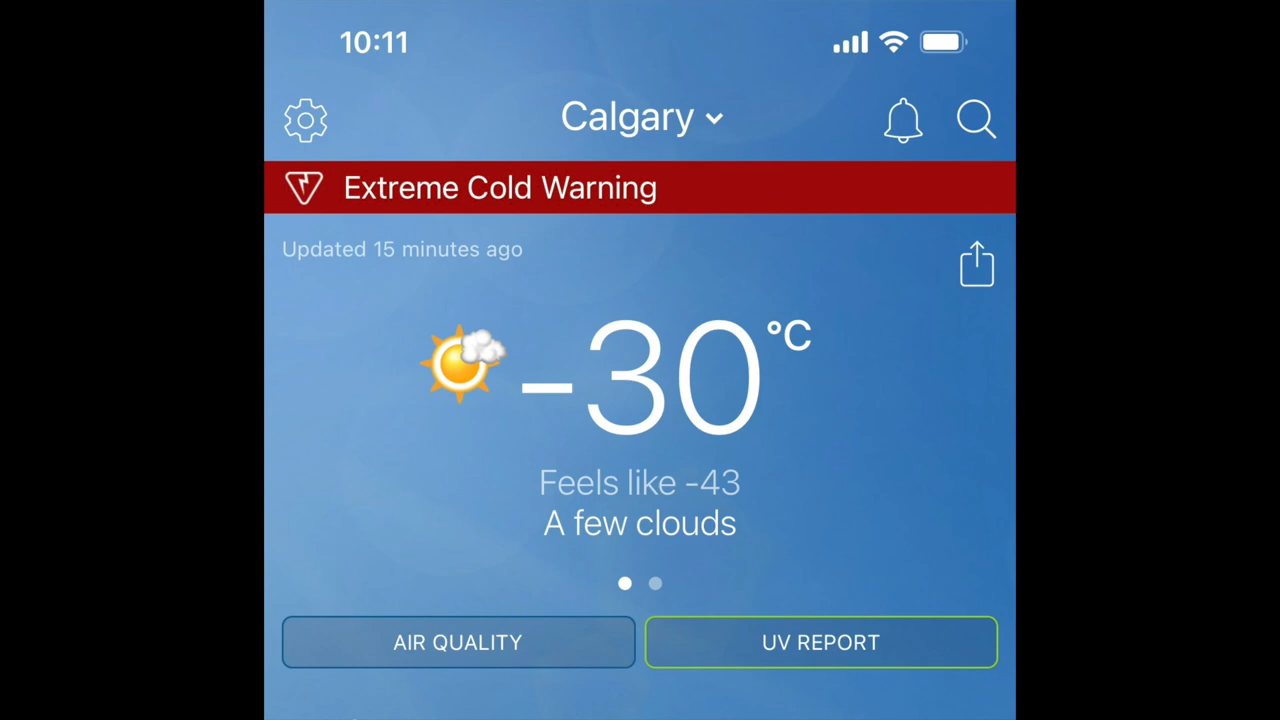 10:11
Calgary
Extreme Cold Warning
Updated 15 minutes ago
-30°C
Feels like -43
A few clouds
AIR QUALITY
UV REPORT